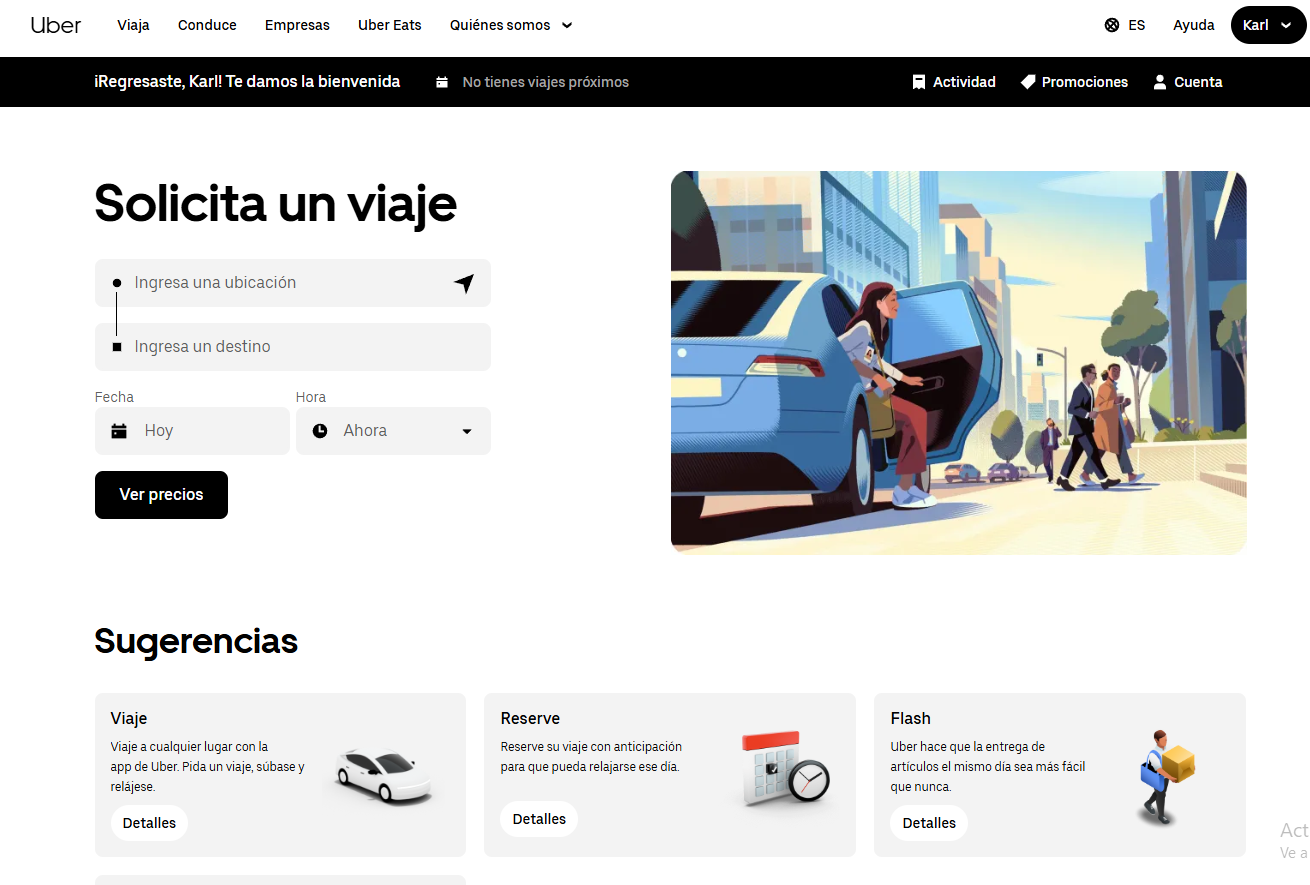 Uber
Viaja
Conduce
Empresas
Uber Eats
Quiénes somos
ES
Ayuda
Karl
¡Regresaste, Karl! Te damos la bienvenida
No tienes viajes próximos
Actividad
Promociones
Cuenta
Solicita un viaje
Ingresa una ubicación
Ingresa un destino
Fecha
Hora
Hoy
Ahora
Ver precios
Sugerencias
Viaje
Viaje a cualquier lugar con la
app de Uber. Pida un viaje, súbase y
relájese.
Detalles
Reserve
Reserve su viaje con anticipación
para que pueda relajarse ese día.
Detalles
Flash
Uber hace que la entrega de
artículos el mismo día sea más fácil
que nunca.
Detalles
Act
Ve a